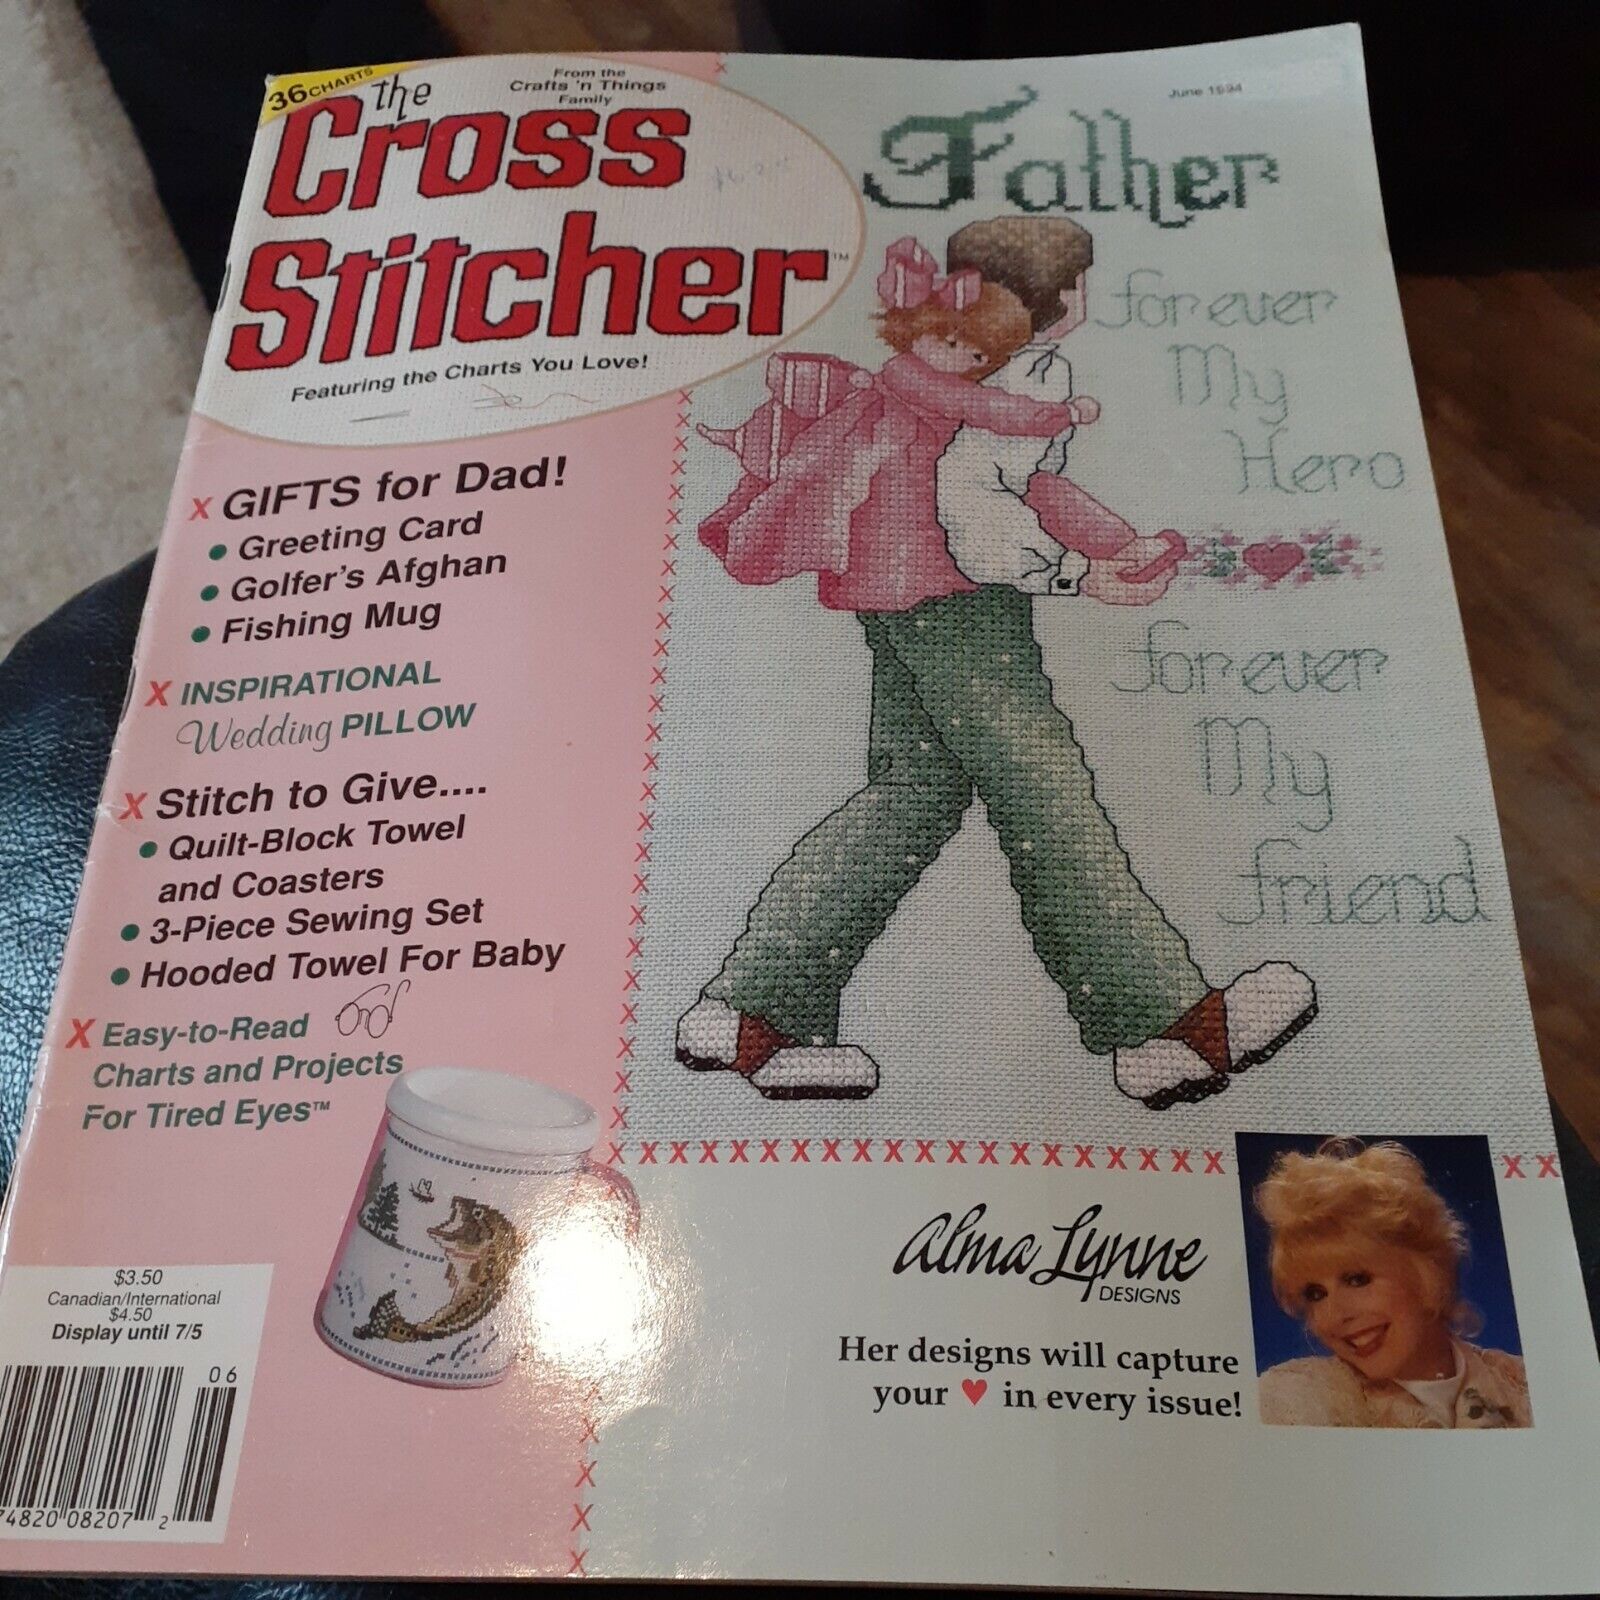 36 CHARTS
the
From the
Crafts 'n Things
Family
Cross
Stitcher™
Featuring the Charts You Love!
June 1994
Father
forever
My
Hero
forever
My
friend
X GIFTS for Dad!
• Greeting Card
• Golfer's Afghan
• Fishing Mug
X INSPIRATIONAL
Wedding PILLOW
X Stitch to Give....
• Quilt-Block Towel
and Coasters
• 3-Piece Sewing Set
• Hooded Towel For Baby
X Easy-to-Read
Charts and Projects
For Tired Eyes™
$3.50
Canadian/International
$4.50
Display until 7/5
06
74820 08207 2
Alma Lynne
DESIGNS
Her designs will capture
your ♥ in every issue!